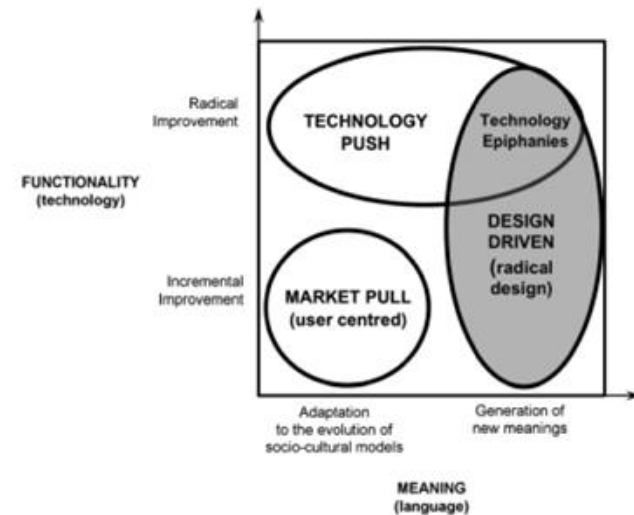 Radical
Improvement
TECHNOLOGY
PUSH
Technology
Epiphanies
FUNCTIONALITY
(technology)
DESIGN
DRIVEN
(radical
design)
Incremental
Improvement
MARKET PULL
(user centred)
Adaptation
to the evolution of
socio-cultural models
Generation of
new meanings
MEANING
(language)